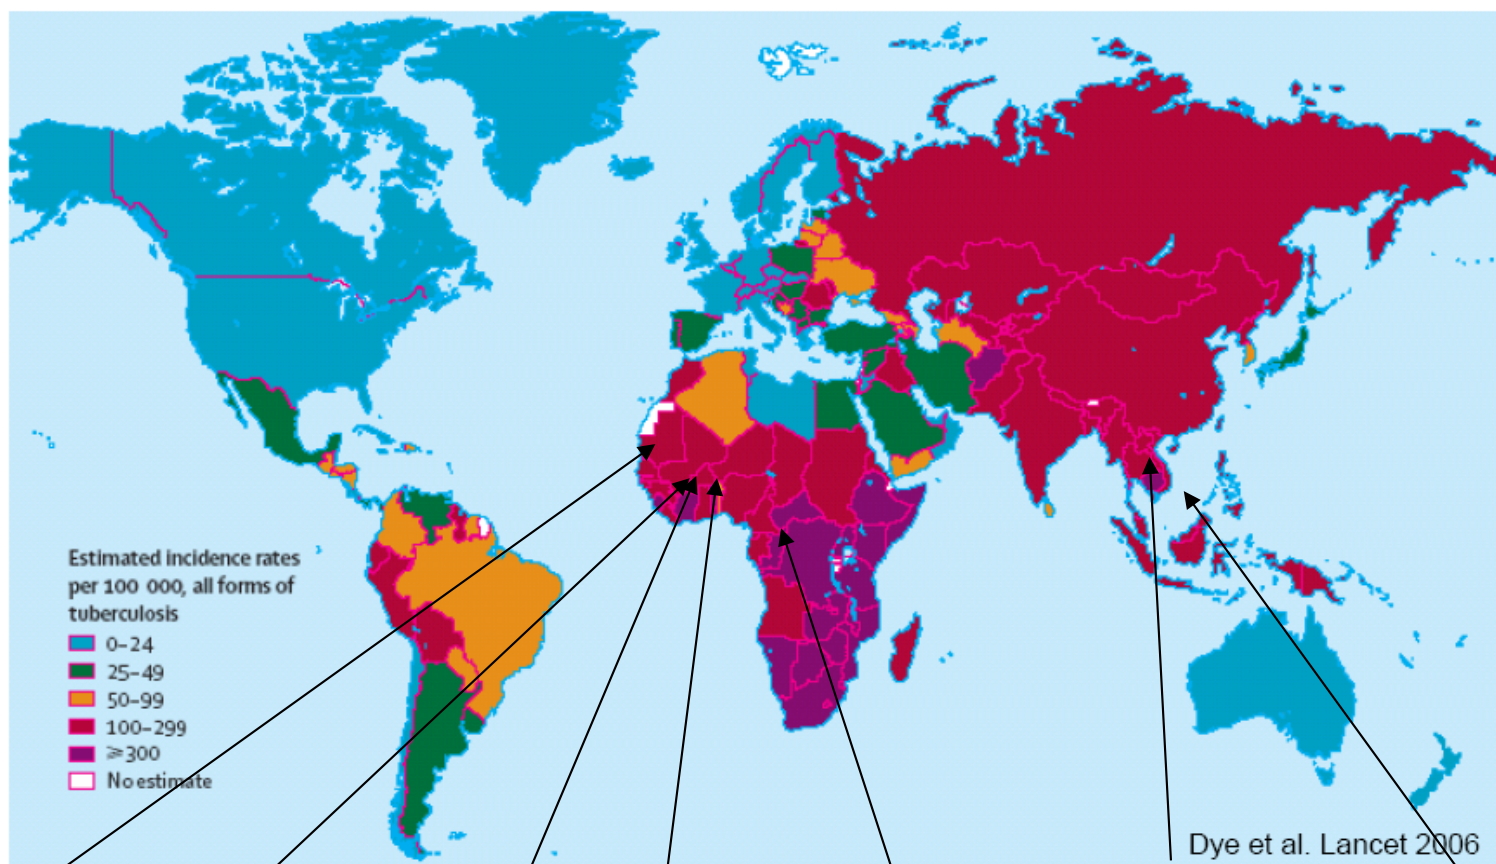 Estimated incidence rates
per 100 000, all forms of
tuberculosis
0–24
25–49
50–99
100–299
≥300
No estimate
Dye et al. Lancet 2006